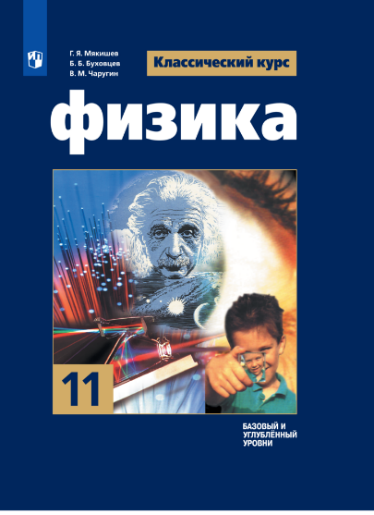 Г. Я. Мякишев
Б. Б. Буховцев
В. М. Чаругин
Классический курс
физика
11
БАЗОВЫЙ И
УГЛУБЛЁННЫЙ
УРОВНИ